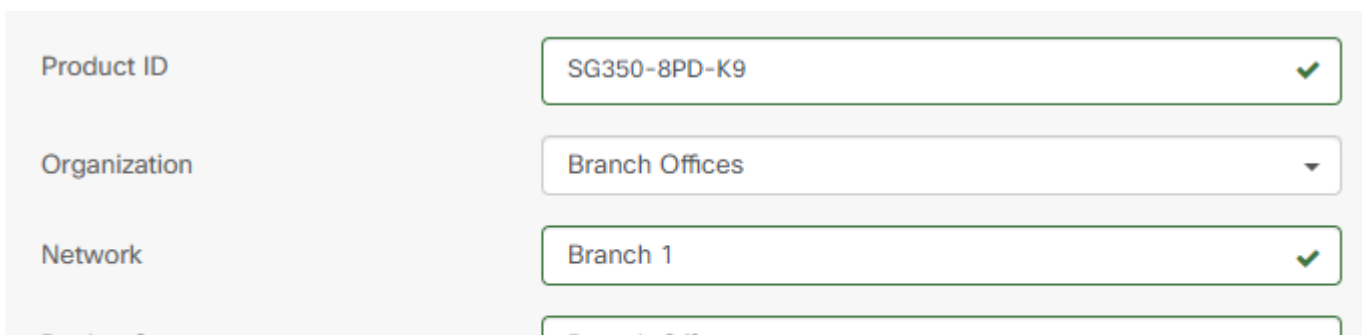 Product ID SG350-8PD-K9
Organization Branch Offices
Network Branch 1